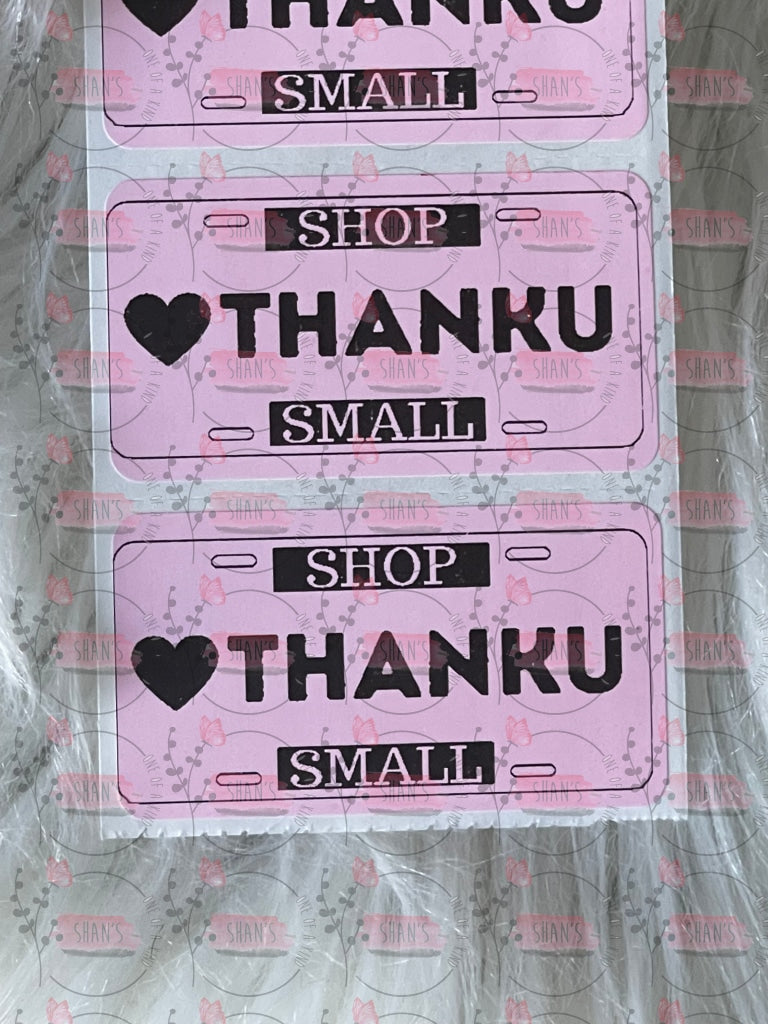 THANKU
SMALL
SHOP
THANKU
SMALL
SHOP
THANKU
SMALL
SHAN'S
ONE OF A KIND